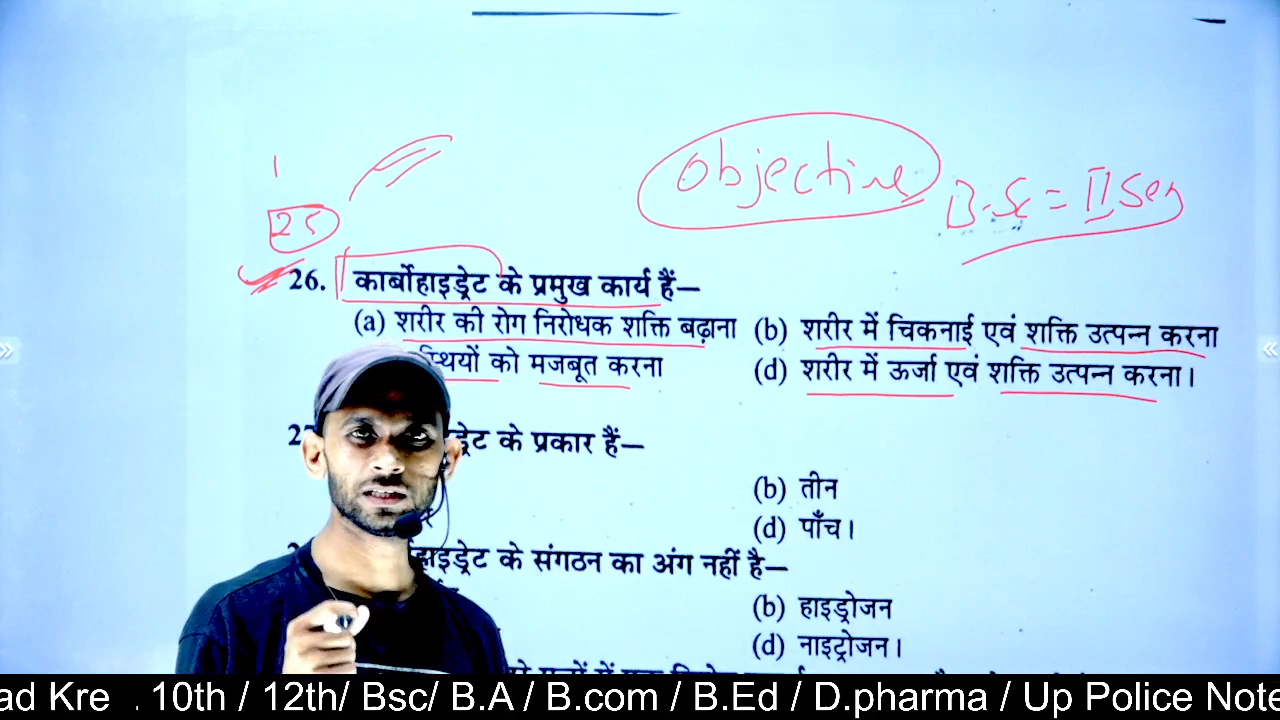 objective
B.Sc = II Sem
25
26. कार्बोहाइड्रेट के प्रमुख कार्य हैं—
(a) शरीर की रोग निरोधक शक्ति बढ़ाना (b) शरीर में चिकनाई एवं शक्ति उत्पन्न करना
को मजबूत करना (d) शरीर में ऊर्जा एवं शक्ति उत्पन्न करना।
के प्रकार हैं—
(b) तीन
(d) पाँच।
के संगठन का अंग नहीं है—
(b) हाइड्रोजन
(d) नाइट्रोजन।
Kre . 10th / 12th/ Bsc/ B.A / B.com / B.Ed / D.pharma / Up Police Note